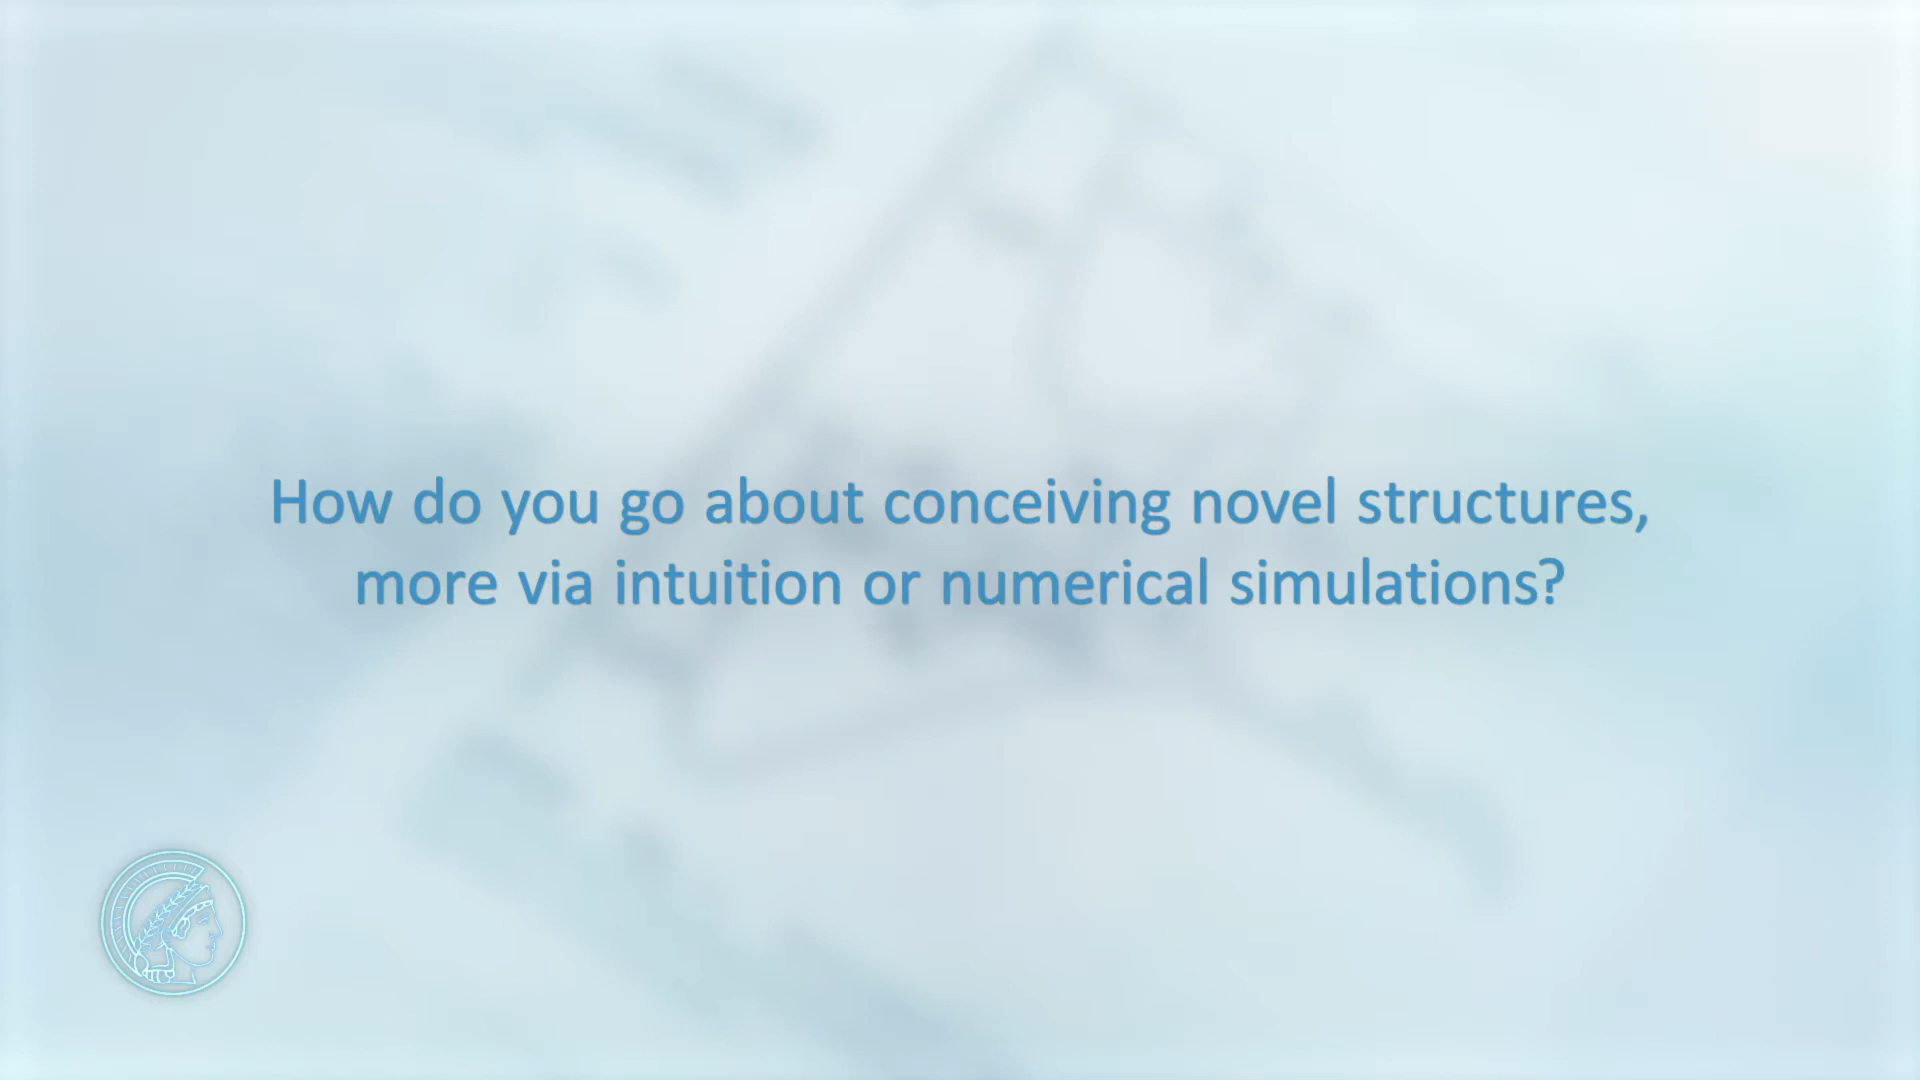 How do you go about conceiving novel structures,
more via intuition or numerical simulations?